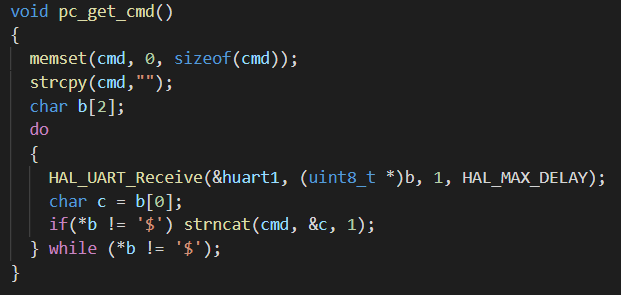 void pc_get_cmd()
{
  memset(cmd, 0, sizeof(cmd));
  strcpy(cmd,"");
  char b[2];
  do
  {
    HAL_UART_Receive(&huart1, (uint8_t *)b, 1, HAL_MAX_DELAY);
    char c = b[0];
    if(*b != '$') strncat(cmd, &c, 1);
  } while (*b != '$');
}